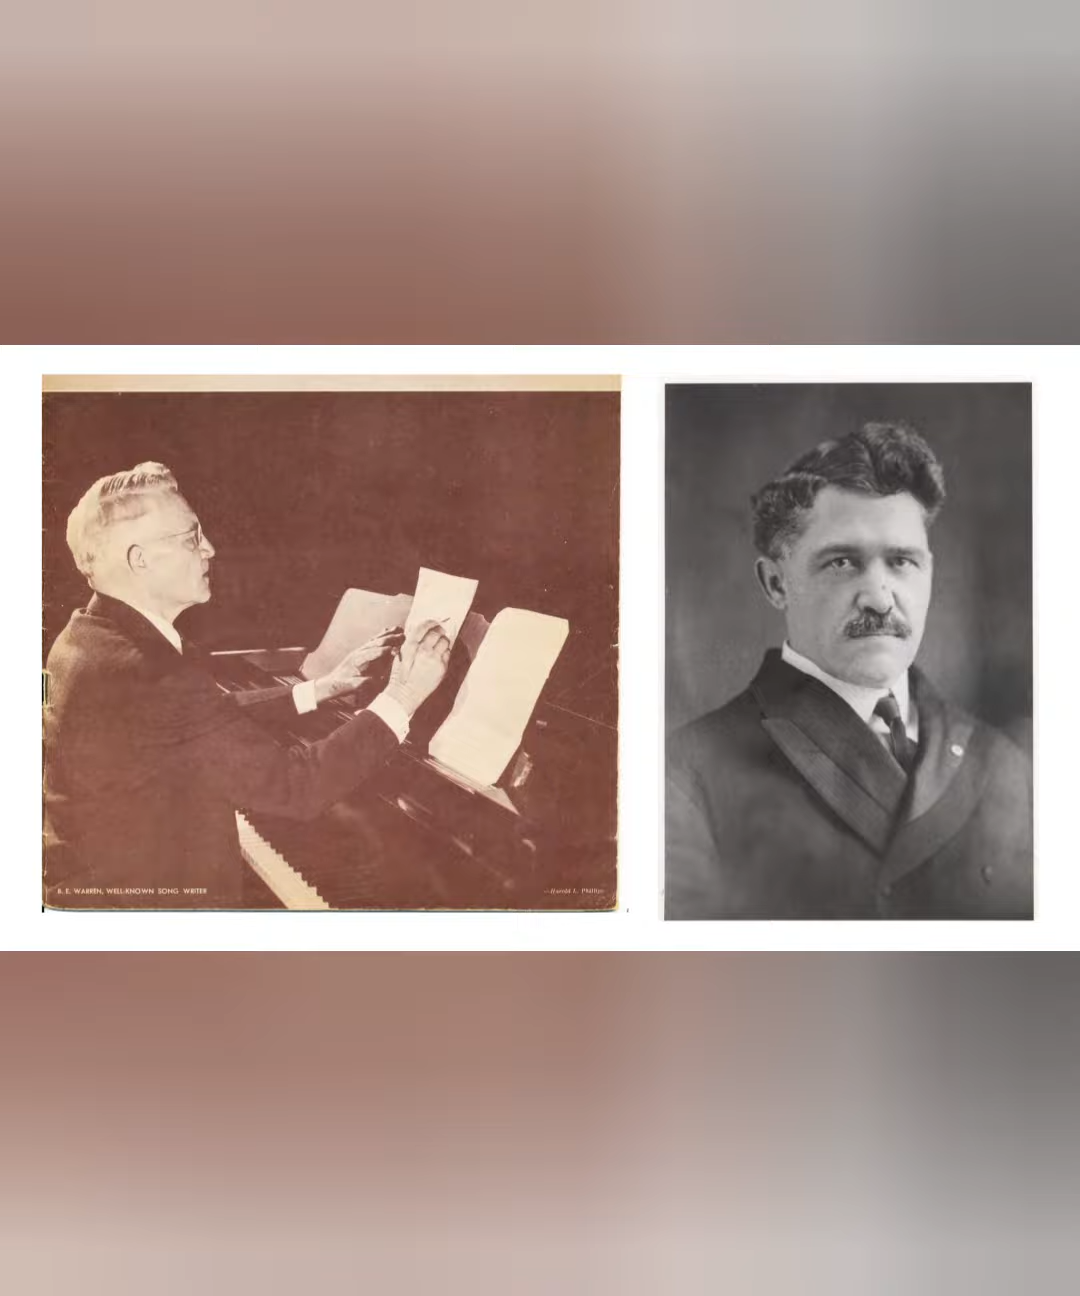 B. E. WARREN, WELL-KNOWN SONG WRITER
—Harold L. Phillips